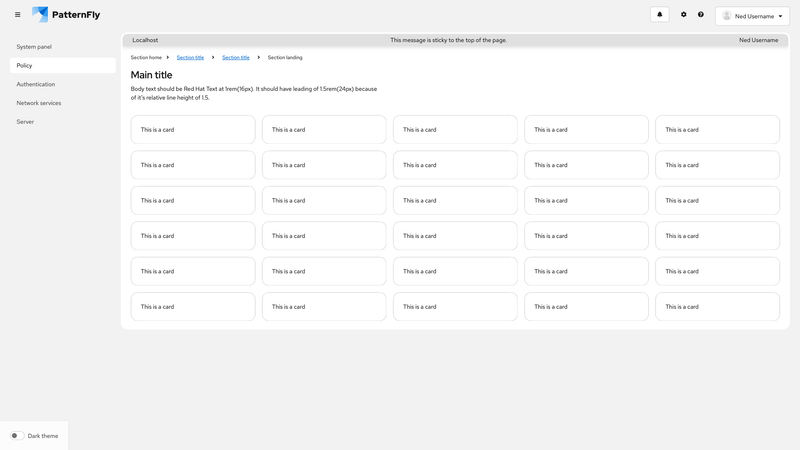 PatternFly
Ned Username
System panel
Policy
Authentication
Network services
Server
Localhost This message is sticky to the top of the page. Ned Username
Section home Section title Section title Section landing
Main title
Body text should be Red Hat Text at 1rem(16px). It should have leading of 1.5rem(24px) because
of it's relative line height of 1.5.
This is a card This is a card This is a card This is a card This is a card
This is a card This is a card This is a card This is a card This is a card
This is a card This is a card This is a card This is a card This is a card
This is a card This is a card This is a card This is a card This is a card
This is a card This is a card This is a card This is a card This is a card
This is a card This is a card This is a card This is a card This is a card
Dark theme